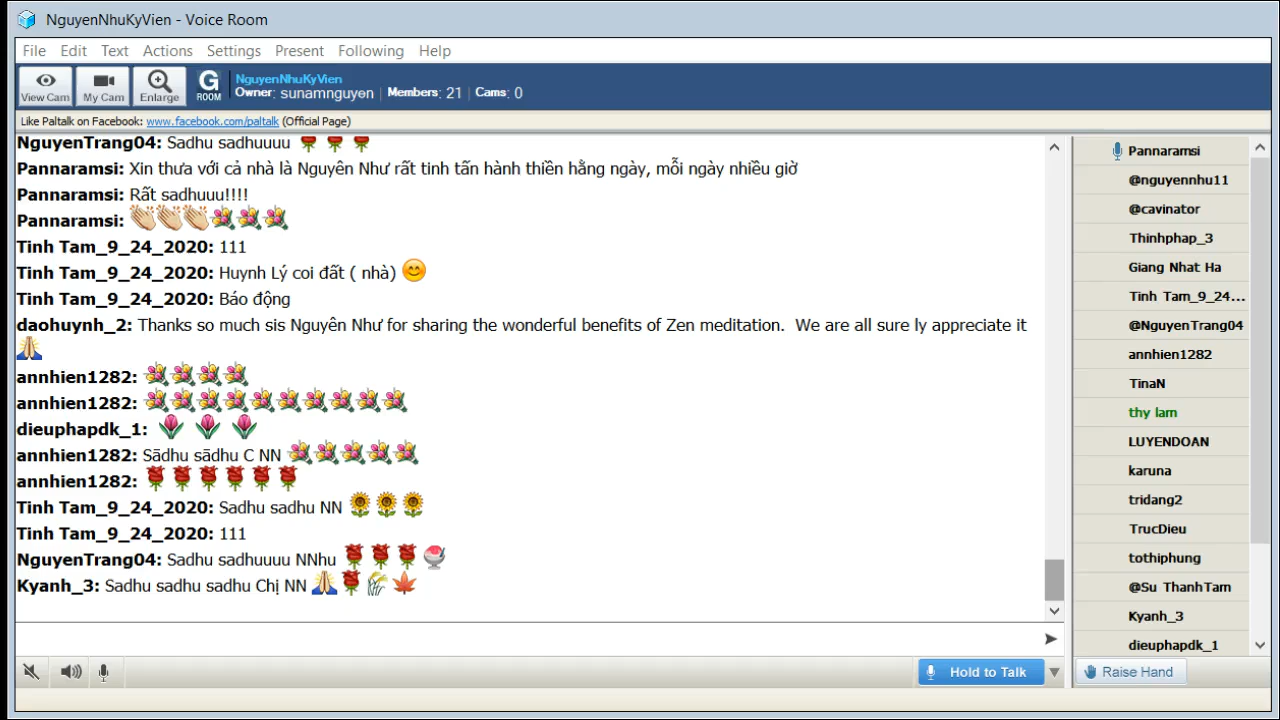 NguyenNhuKyVien - Voice Room
File Edit Text Actions Settings Present Following Help
View Cam My Cam Enlarge G ROOM NguyenNhuKyVien
Owner: sunamnguyen Members: 21 Cams: 0
Like Paltalk on Facebook: www.facebook.com/paltalk (Official Page)
NguyenTrang04: Sadhu sadhuuuu
Pannaramsi: Xin thưa với cả nhà là Nguyên Như rất tinh tấn hành thiền hằng ngày, mỗi ngày nhiều giờ
Pannaramsi: Rất sadhuuu!!!!
Pannaramsi:
Tinh Tam_9_24_2020: 111
Tinh Tam_9_24_2020: Huynh Lý coi đất ( nhà)
Tinh Tam_9_24_2020: Báo động
daohuynh_2: Thanks so much sis Nguyên Như for sharing the wonderful benefits of Zen meditation. We are all sure ly appreciate it
annhien1282:
annhien1282:
dieuphapdk_1:
annhien1282: Sādhu sādhu C NN
annhien1282:
Tinh Tam_9_24_2020: Sadhu sadhu NN
Tinh Tam_9_24_2020: 111
NguyenTrang04: Sadhu sadhuuuu NNhu
Kyanh_3: Sadhu sadhu sadhu Chị NN
Hold to Talk
Pannaramsi
@nguyennhu11
@cavinator
Thinhphap_3
Giang Nhat Ha
Tinh Tam_9_24...
@NguyenTrang04
annhien1282
TinaN
thy lam
LUYENDOAN
karuna
tridang2
TrucDieu
tothiphung
@Su ThanhTam
Kyanh_3
dieuphapdk_1
Raise Hand